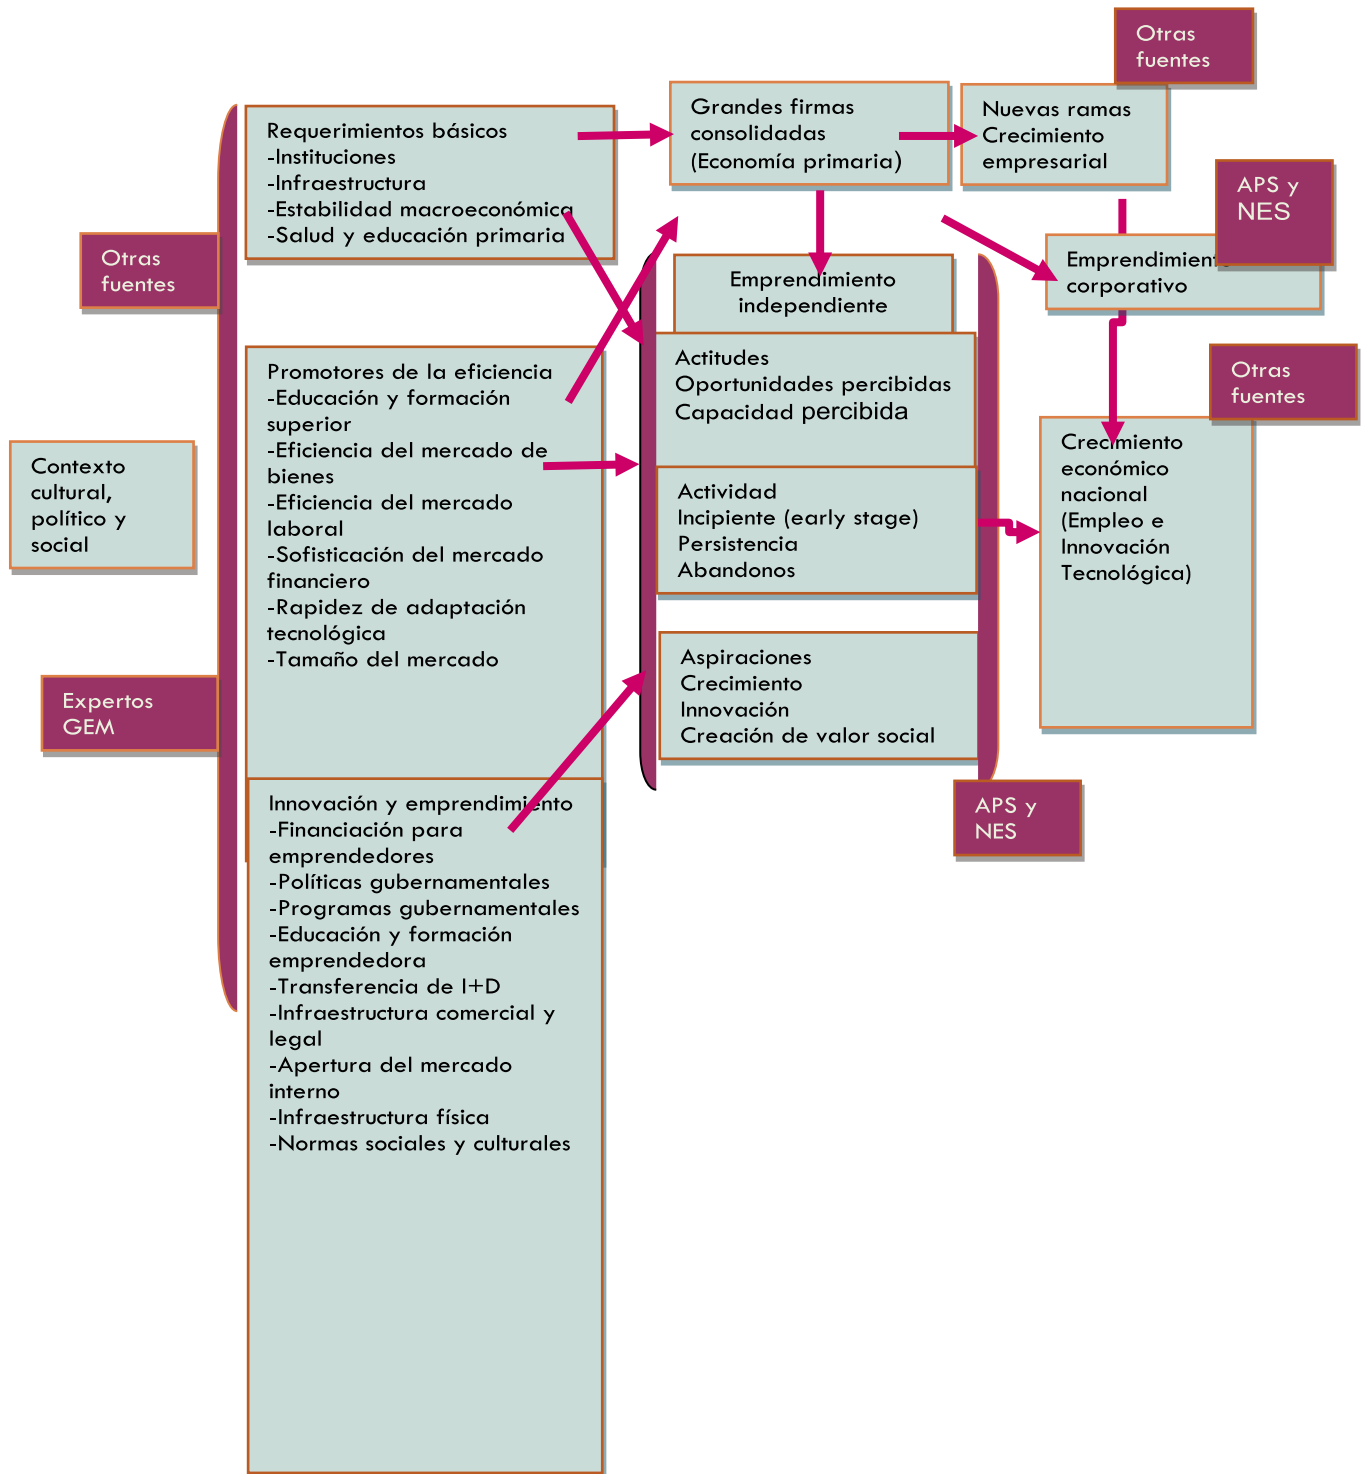 Otras
fuentes
Grandes firmas
consolidadas
(Economía primaria)
Nuevas ramas
Crecimiento
empresarial
Requerimientos básicos
-Instituciones
-Infraestructura
-Estabilidad macroeconómica
-Salud y educación primaria
APS y
NES
Otras
fuentes
Emprendimiento
corporativo
Emprendimiento
independiente
Actitudes
Oportunidades percibidas
Capacidad percibida
Otras
fuentes
Promotores de la eficiencia
-Educación y formación
superior
-Eficiencia del mercado de
bienes
-Eficiencia del mercado
laboral
-Sofisticación del mercado
financiero
-Rapidez de adaptación
tecnológica
-Tamaño del mercado
Contexto
cultural,
político y
social
Crecimiento
económico
nacional
(Empleo e
Innovación
Tecnológica)
Actividad
Incipiente (early stage)
Persistencia
Abandonos
Aspiraciones
Crecimiento
Innovación
Creación de valor social
Expertos
GEM
APS y
NES
Innovación y emprendimiento
-Financiación para
emprendedores
-Políticas gubernamentales
-Programas gubernamentales
-Educación y formación
emprendedora
-Transferencia de I+D
-Infraestructura comercial y
legal
-Apertura del mercado
interno
-Infraestructura física
-Normas sociales y culturales